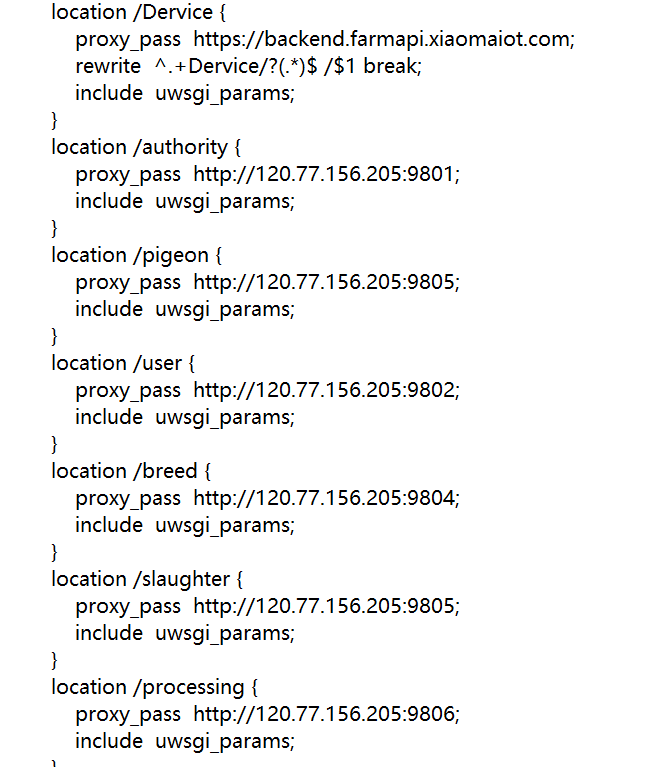 location /Dervice {
proxy_pass  https://backend.farmapi.xiaomaiot.com;
rewrite  ^.+Dervice/?(.*)$ /$1 break;
include  uwsgi_params;
}
location /authority {
proxy_pass  http://120.77.156.205:9801;
include  uwsgi_params;
}
location /pigeon {
proxy_pass  http://120.77.156.205:9805;
include  uwsgi_params;
}
location /user {
proxy_pass  http://120.77.156.205:9802;
include  uwsgi_params;
}
location /breed {
proxy_pass  http://120.77.156.205:9804;
include  uwsgi_params;
}
location /slaughter {
proxy_pass  http://120.77.156.205:9805;
include  uwsgi_params;
}
location /processing {
proxy_pass  http://120.77.156.205:9806;
include  uwsgi_params;
}